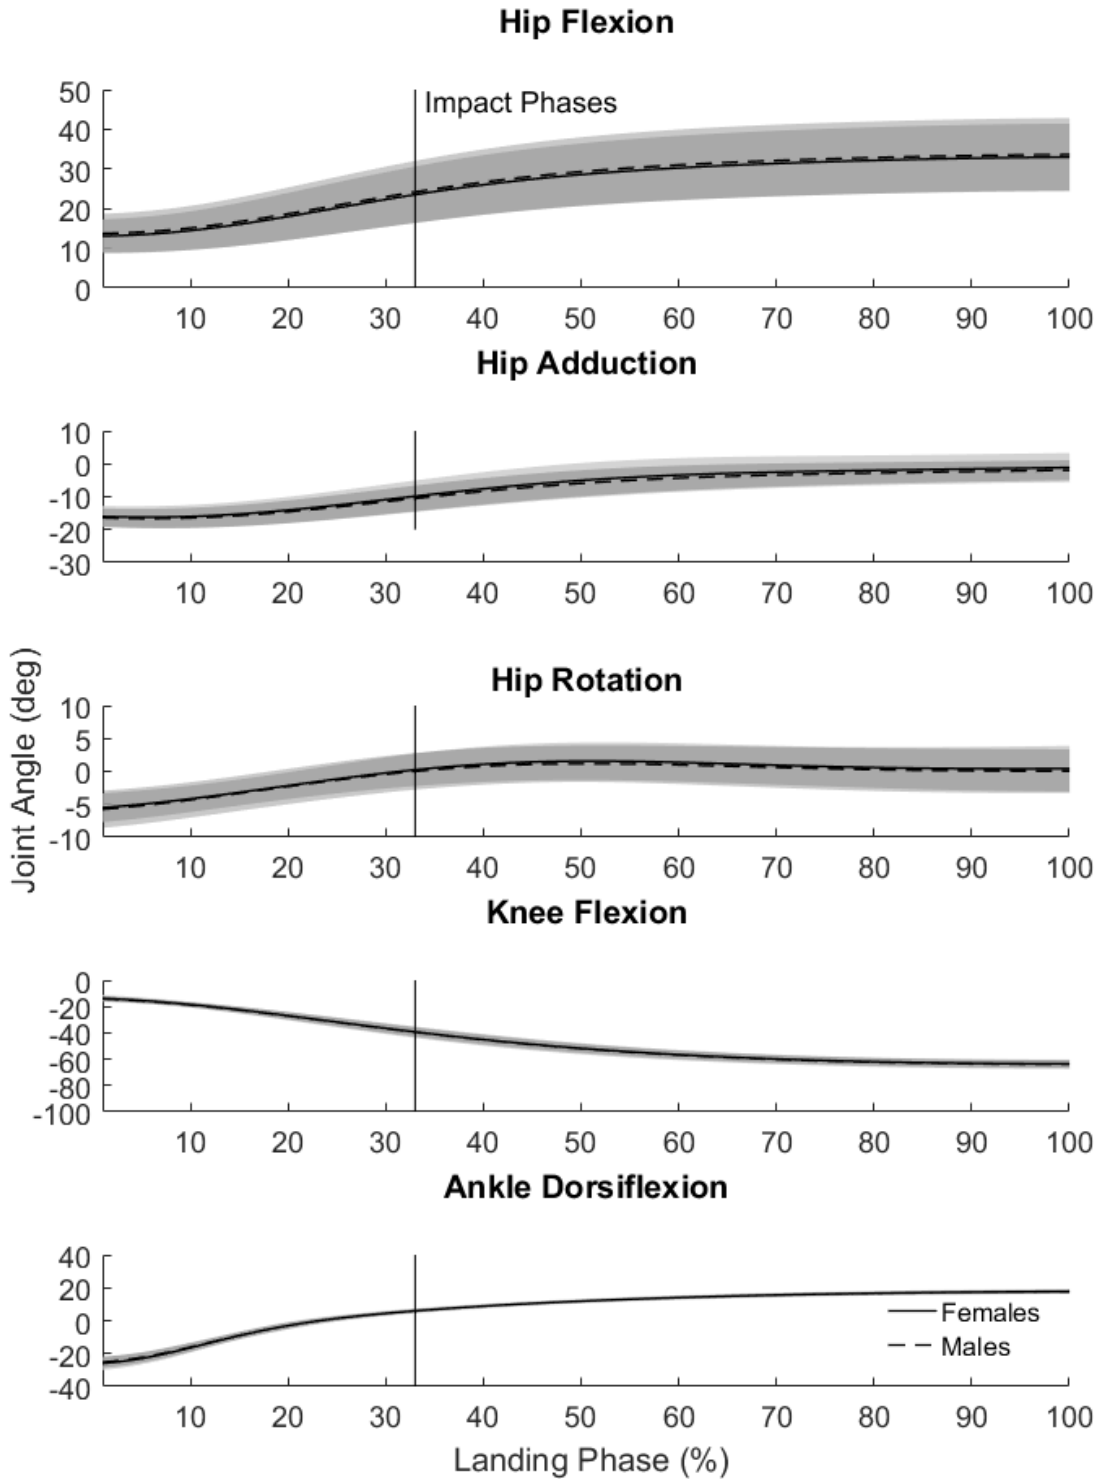 Hip Flexion
50
Impact Phases
40
30
20
10
0
10 20 30 40 50 60 70 80 90 100
Hip Adduction
10
0
-10
-20
-30
10 20 30 40 50 60 70 80 90 100
Joint Angle (deg)
Hip Rotation
10
5
0
-5
-10
10 20 30 40 50 60 70 80 90 100
Knee Flexion
0
-20
-40
-60
-80
-100
10 20 30 40 50 60 70 80 90 100
Ankle Dorsiflexion
40
20
0
-20
-40
Females
Males
10 20 30 40 50 60 70 80 90 100
Landing Phase (%)